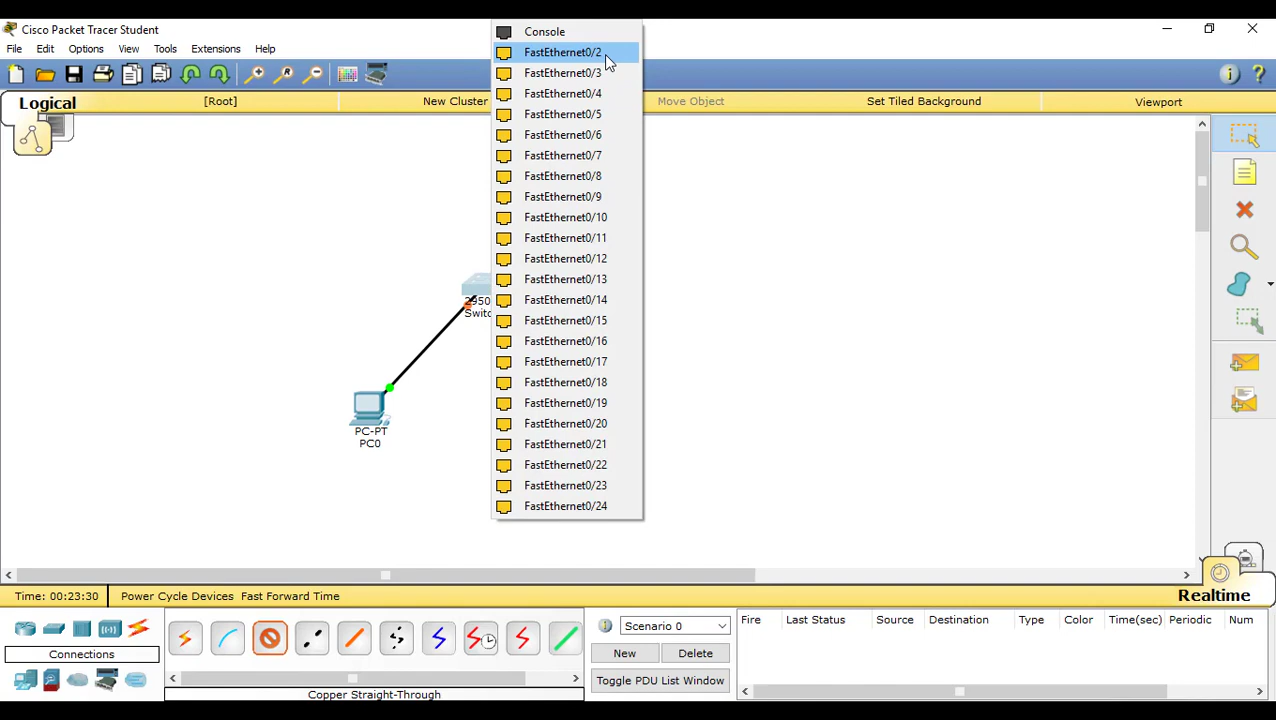 Cisco Packet Tracer Student
File Edit Options View Tools Extensions Help
Logical [Root] New Cluster Move Object Set Tiled Background Viewport
Console
FastEthernet0/2
FastEthernet0/3
FastEthernet0/4
FastEthernet0/5
FastEthernet0/6
FastEthernet0/7
FastEthernet0/8
FastEthernet0/9
FastEthernet0/10
FastEthernet0/11
FastEthernet0/12
FastEthernet0/13
FastEthernet0/14
FastEthernet0/15
FastEthernet0/16
FastEthernet0/17
FastEthernet0/18
FastEthernet0/19
FastEthernet0/20
FastEthernet0/21
FastEthernet0/22
FastEthernet0/23
FastEthernet0/24
2950
Switc
PC-PT
PC0
Time: 00:23:30 Power Cycle Devices Fast Forward Time
Realtime
Connections
Copper Straight-Through
Scenario 0
New Delete
Toggle PDU List Window
Fire Last Status Source Destination Type Color Time(sec) Periodic Num